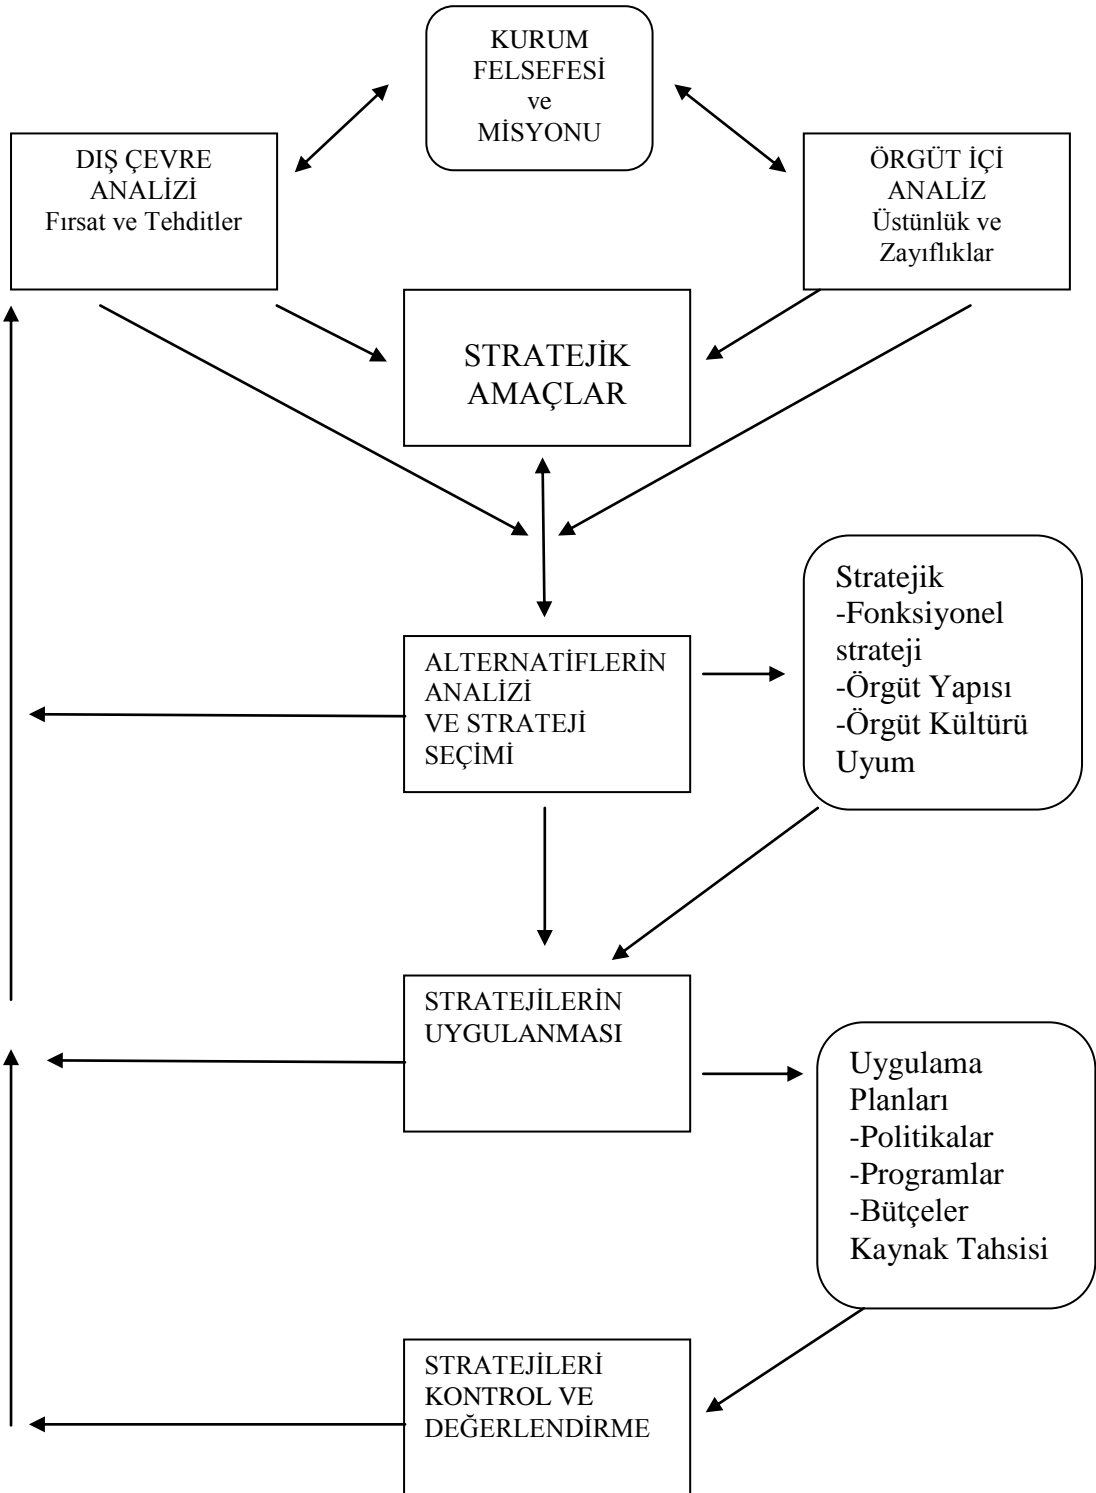 KURUM
FELSEFESİ
ve
MİSYONU
DIŞ ÇEVRE
ANALİZİ
Fırsat ve Tehditler
ÖRGÜT İÇİ
ANALİZ
Üstünlük ve
Zayıflıklar
STRATEJİK
AMAÇLAR
ALTERNATİFLERİN
ANALİZİ
VE STRATEJİ
SEÇİMİ
Stratejik
-Fonksiyonel
strateji
-Örgüt Yapısı
-Örgüt Kültürü
Uyum
STRATEJİLERİN
UYGULANMASI
Uygulama
Planları
-Politikalar
-Programlar
-Bütçeler
Kaynak Tahsisi
STRATEJİLERİ
KONTROL VE
DEĞERLENDİRME